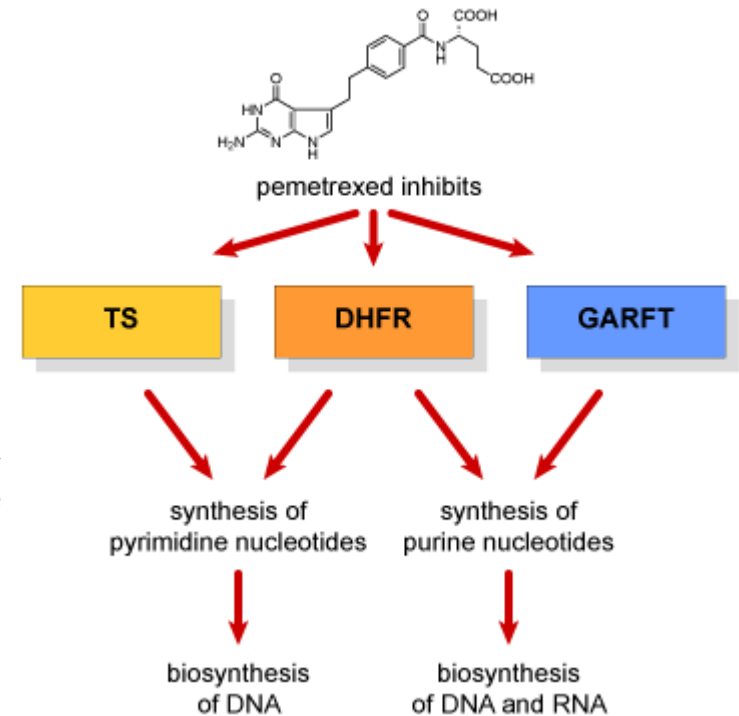 O
COOH
N
H
COOH
O
HN
H₂N
N
N
H
pemetrexed inhibits
TS
DHFR
GARFT
synthesis of
pyrimidine nucleotides
synthesis of
purine nucleotides
biosynthesis
of DNA
biosynthesis
of DNA and RNA